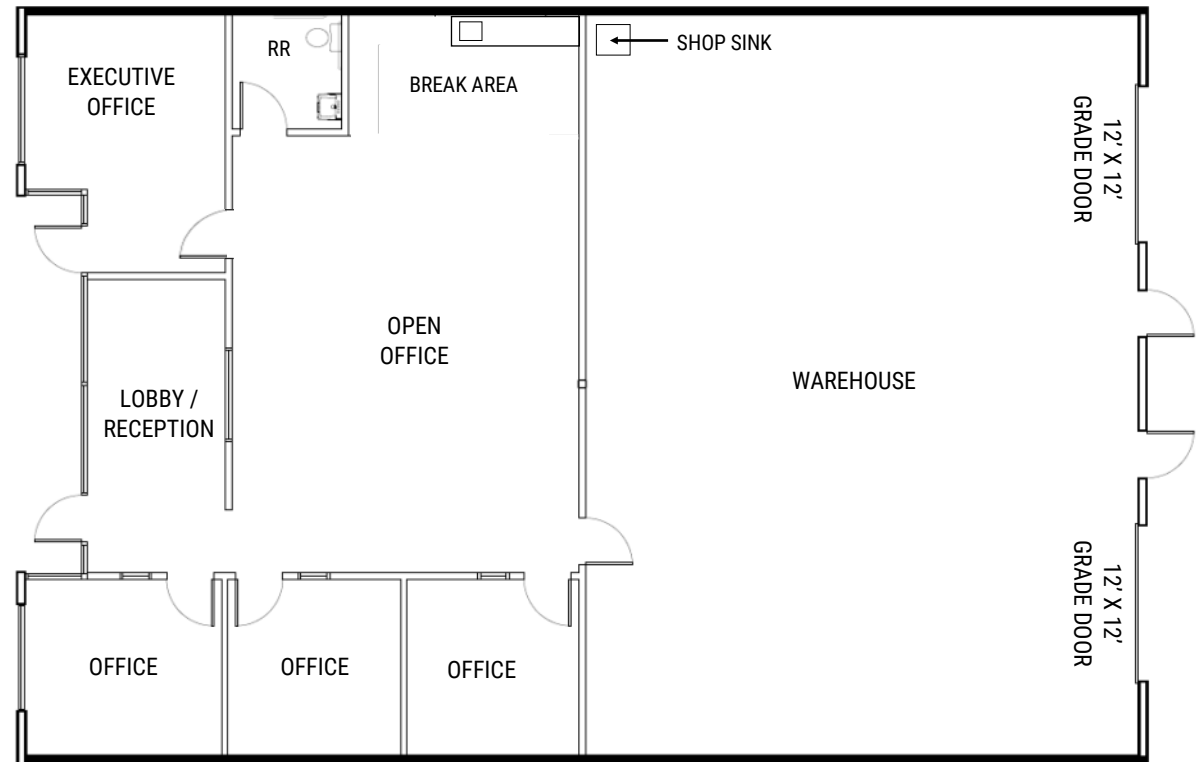 RR
SHOP SINK
EXECUTIVE
OFFICE
BREAK AREA
12' X 12'
GRADE DOOR
OPEN
OFFICE
WAREHOUSE
LOBBY /
RECEPTION
12' X 12'
GRADE DOOR
OFFICE
OFFICE
OFFICE